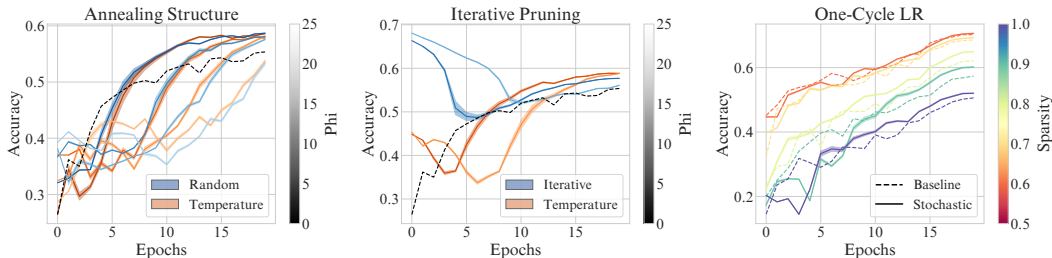 Annealing Structure
0.6
0.5
0.4
0.3
Accuracy
0
5
10
15
Epochs
Random
Temperature
25
20
15
10
5
0
Phi
Iterative Pruning
0.6
0.5
0.4
0.3
Accuracy
0
5
10
15
Epochs
Iterative
Temperature
25
20
15
10
5
0
Phi
One-Cycle LR
0.6
0.4
0.2
Accuracy
0
5
10
15
Epochs
Baseline
Stochastic
1.0
0.9
0.8
0.7
0.6
0.5
Sparsity